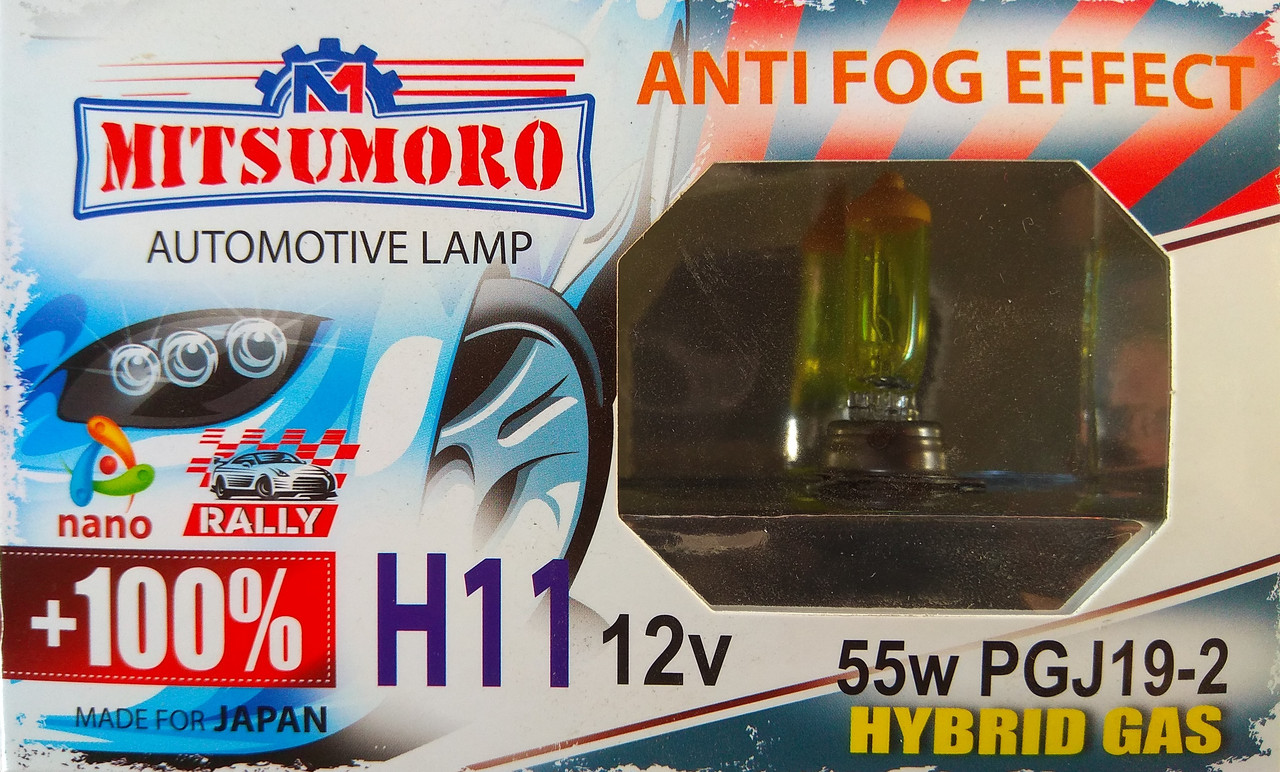 ANTI FOG EFFECT
MITSUMORO
AUTOMOTIVE LAMP
nano
RALLY
+100%
H11 12v
55w PGJ19-2
MADE FOR JAPAN
HYBRID GAS